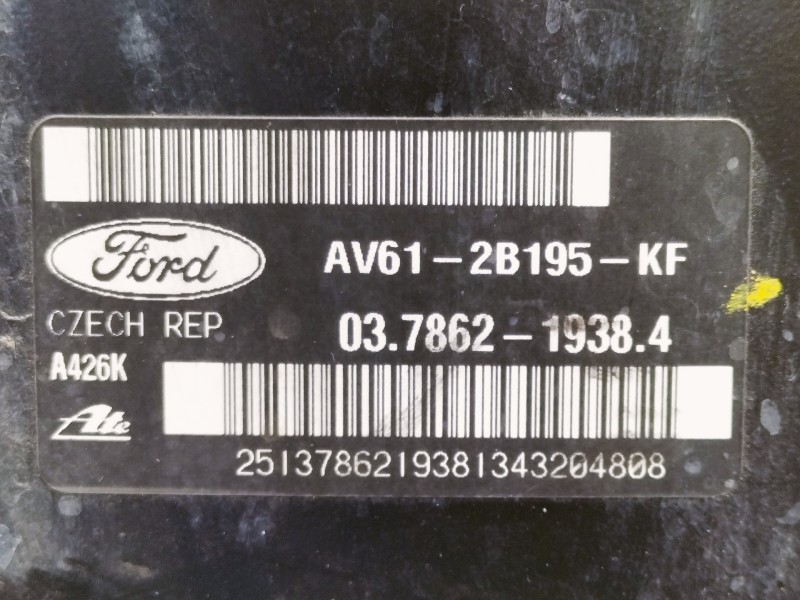 Ford
AV61-2B195-KF
CZECH REP
03.7862-1938.4
A426K
Ate
2513786219381343204808